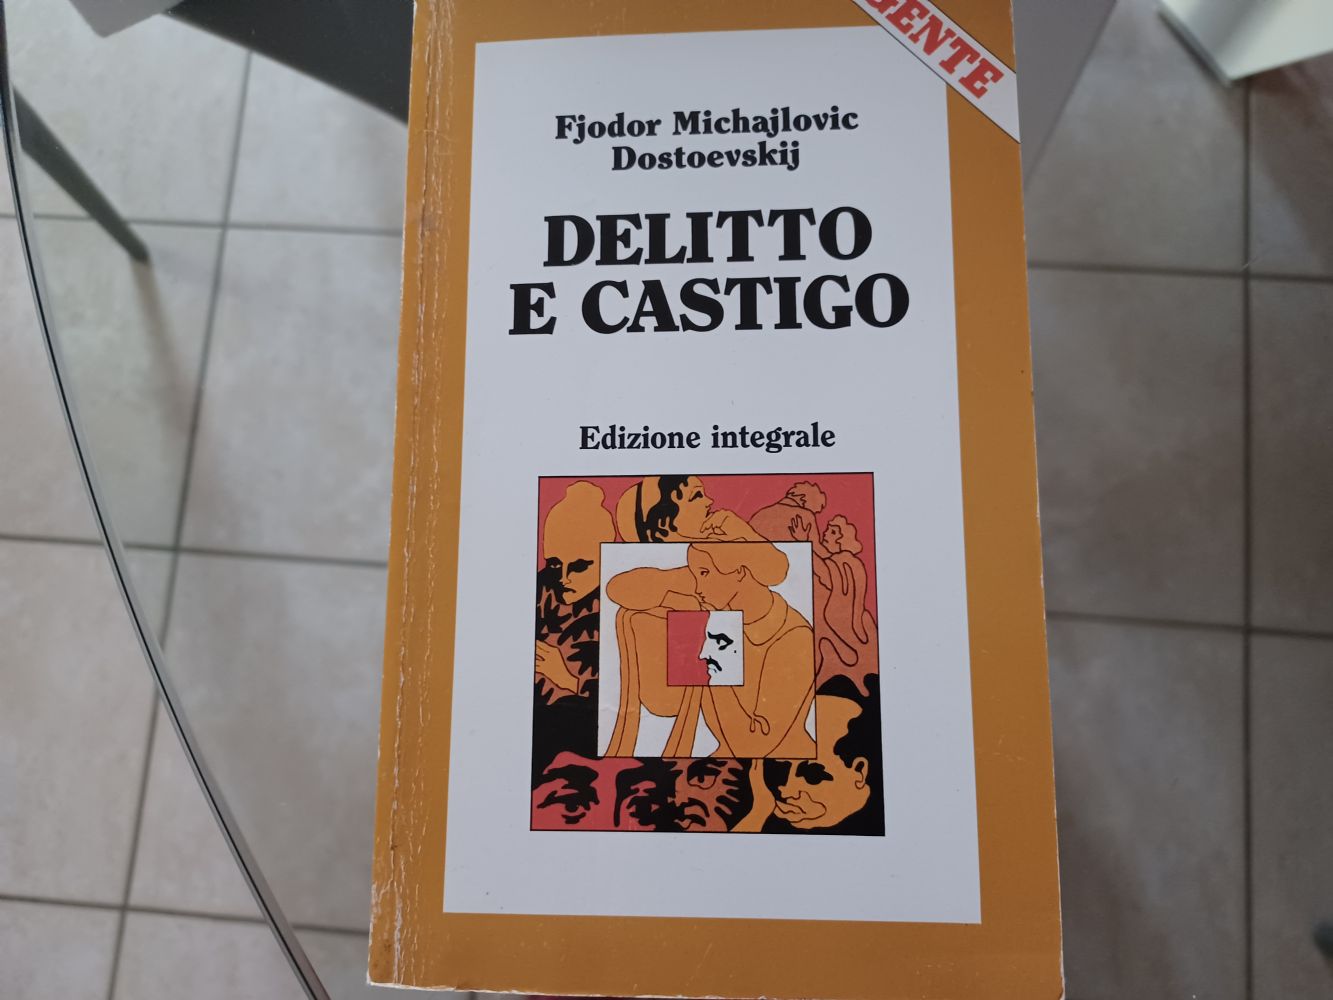 GENTE
Fjodor Michajlovic
Dostoevskij
DELITTO
E CASTIGO
Edizione integrale